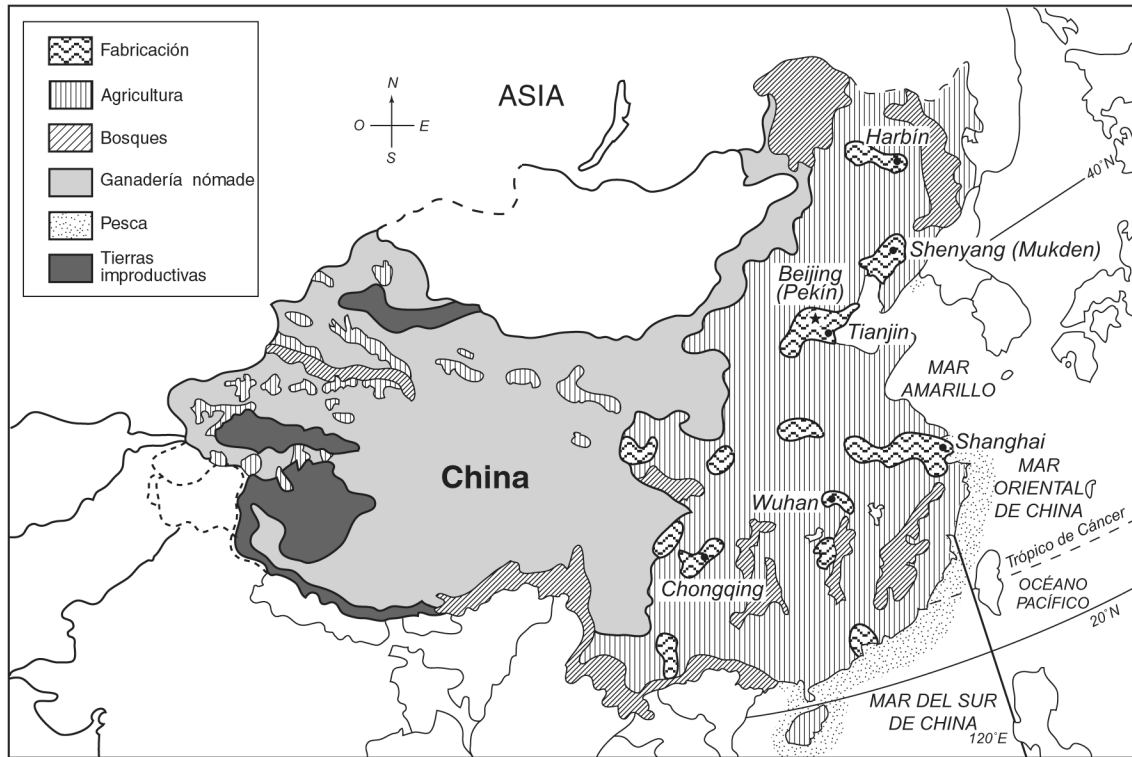 Fabricación
Agricultura
Bosques
Ganadería nómade
Pesca
Tierras
improductivas
ASIA
N
O
E
S
Harbín
40°N
Shenyang (Mukden)
Beijing
(Pekín)
Tianjin
MAR
AMARILLO
Shanghai
China
MAR
ORIENTAL
DE CHINA
Wuhan
Trópico de Cáncer
Chongqing
OCÉANO
PACÍFICO
20°N
MAR DEL SUR
DE CHINA
120°E